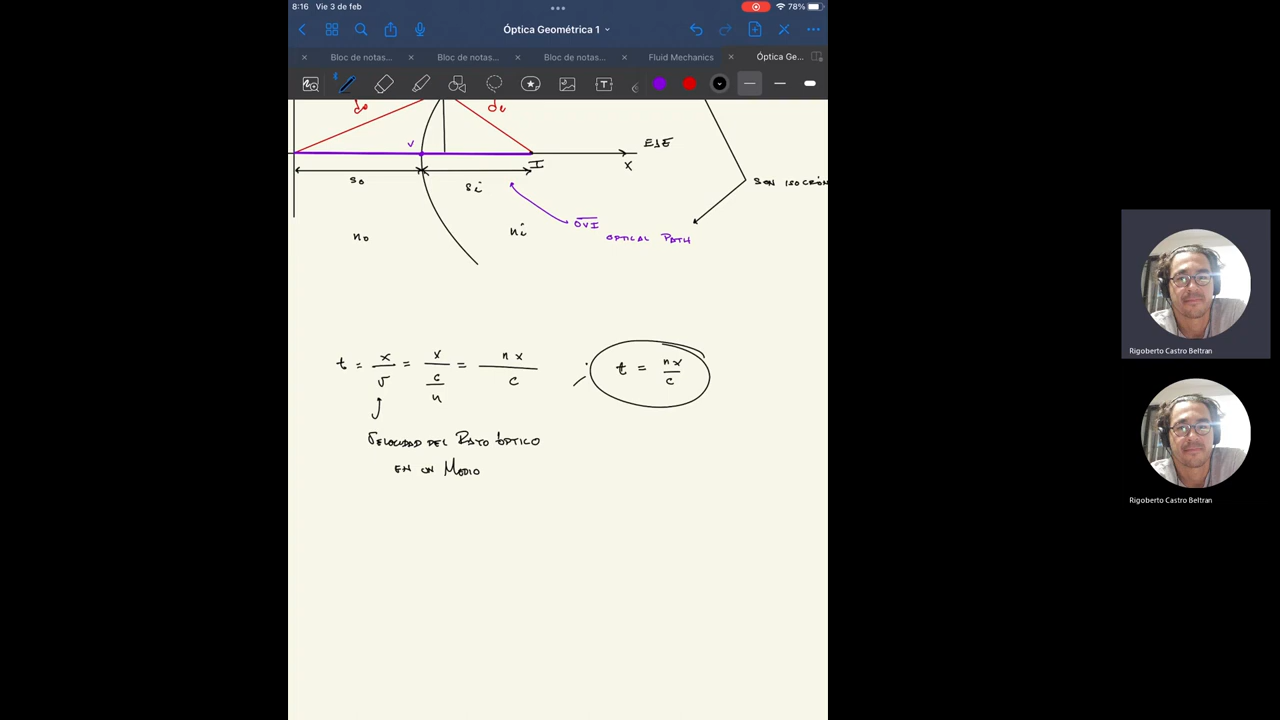 8:16 Vie 3 de feb
78%
Óptica Geométrica 1
Bloc de notas...
Bloc de notas...
Bloc de notas...
Fluid Mechanics
Óptica Ge...
do
di
V
I
EJE
X
so
si
no
ni
OVI
OPTICAL PATH
SON ISOCRÓN
t = x/v = x/(c/n) = nx/c
∴ t = nx/c
VELOCIDAD DEL RAYO ÓPTICO
EN UN MEDIO
Rigoberto Castro Beltran
Rigoberto Castro Beltran